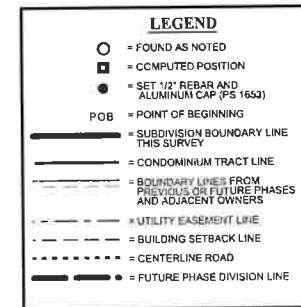 LEGEND
= FOUND AS NOTED
= COMPUTED POSITION
= SET 1/2" REBAR AND
ALUMINUM CAP (PS 1653)
POB = POINT OF BEGINNING
= SUBDIVISION BOUNDARY LINE
THIS SURVEY
= CONDOMINIUM TRACT LINE
= BOUNDARY LINES FROM
PREVIOUS OR FUTURE PHASES
AND ADJACENT OWNERS
= UTILITY EASEMENT LINE
= BUILDING SETBACK LINE
= CENTERLINE ROAD
= FUTURE PHASE DIVISION LINE